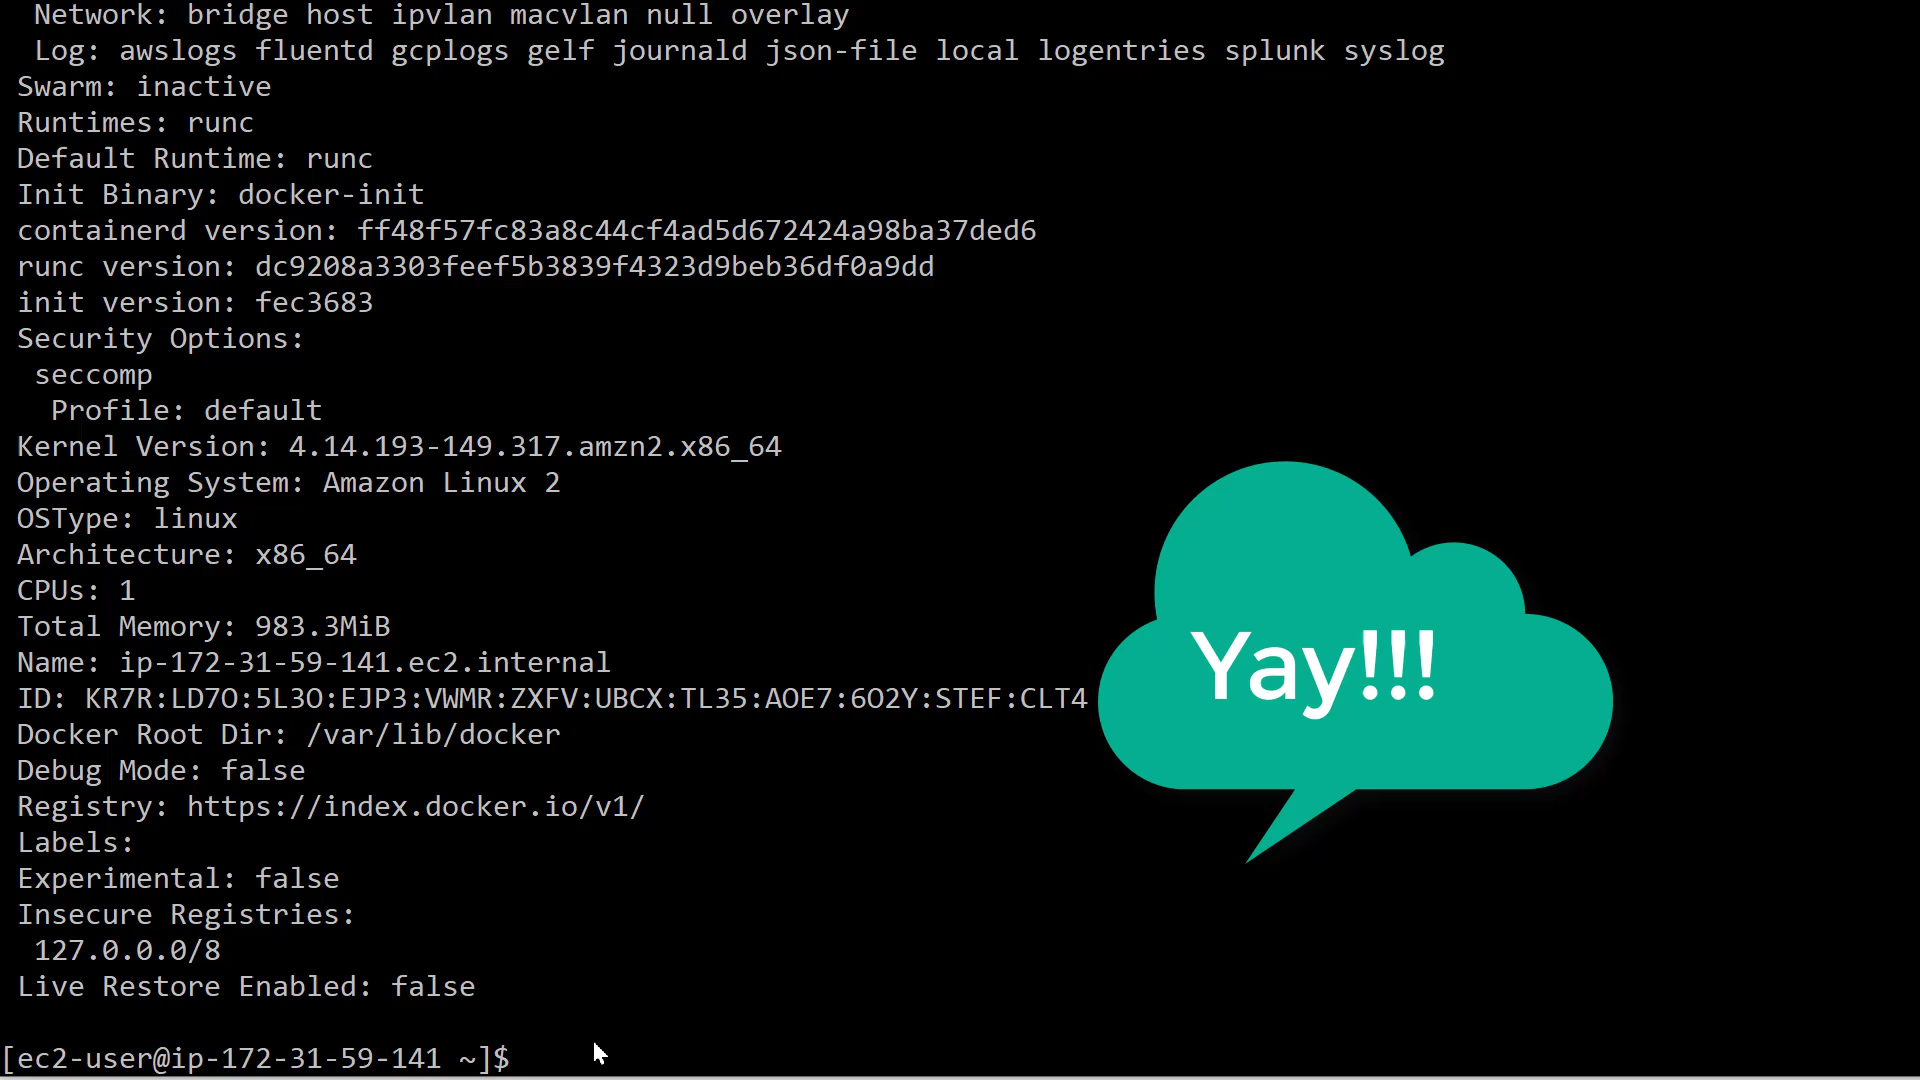 Network: bridge host ipvlan macvlan null overlay
Log: awslogs fluentd gcplogs gelf journald json-file local logentries splunk syslog
Swarm: inactive
Runtimes: runc
Default Runtime: runc
Init Binary: docker-init
containerd version: ff48f57fc83a8c44cf4ad5d672424a98ba37ded6
runc version: dc9208a3303feef5b3839f4323d9beb36df0a9dd
init version: fec3683
Security Options:
seccomp
Profile: default
Kernel Version: 4.14.193-149.317.amzn2.x86_64
Operating System: Amazon Linux 2
OSType: linux
Architecture: x86_64
CPUs: 1
Total Memory: 983.3MiB
Name: ip-172-31-59-141.ec2.internal
ID: KR7R:LD7O:5L3O:EJP3:VWMR:ZXFV:UBCX:TL35:AOE7:6O2Y:STEF:CLT4
Docker Root Dir: /var/lib/docker
Debug Mode: false
Registry: https://index.docker.io/v1/
Labels:
Experimental: false
Insecure Registries:
127.0.0.0/8
Live Restore Enabled: false
[ec2-user@ip-172-31-59-141 ~]$
Yay!!!